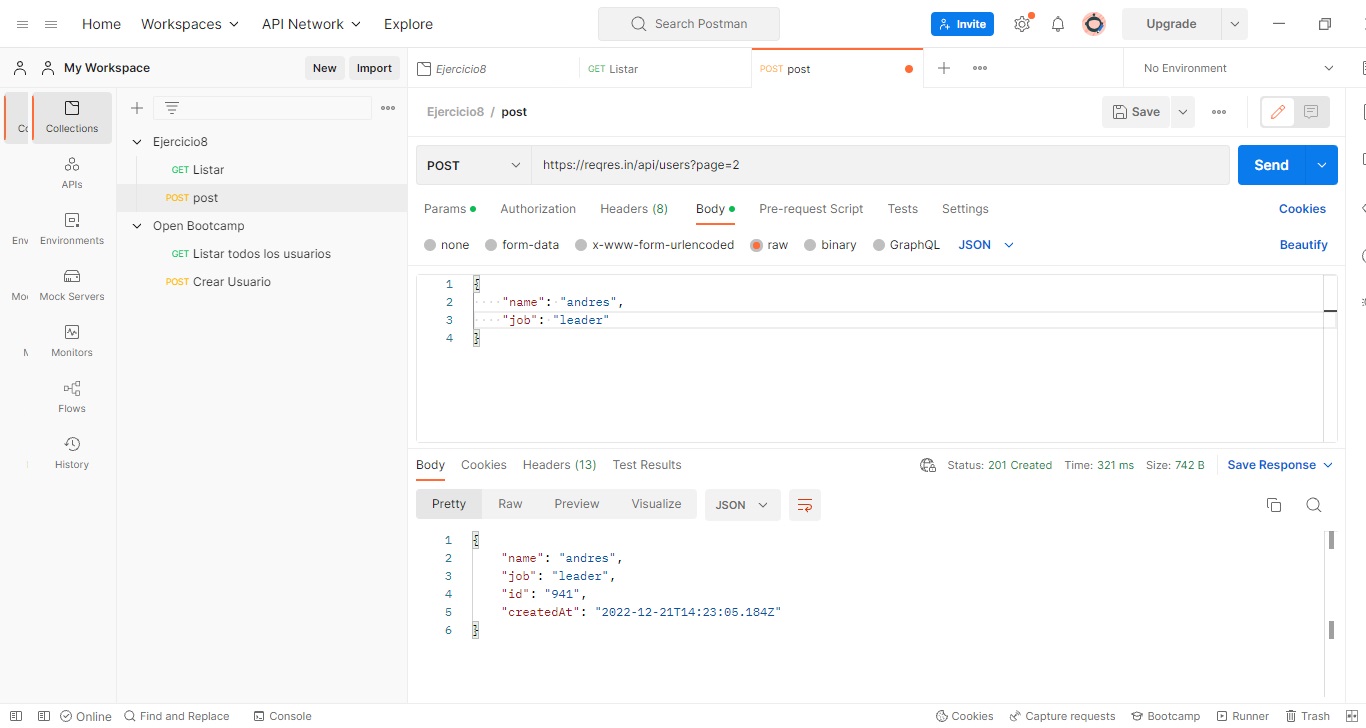 Home Workspaces API Network Explore Search Postman Invite Upgrade
My Workspace New Import Ejercicio8 GET Listar POST post No Environment
Collections
APIs
Environments
Mock Servers
Monitors
Flows
History
Ejercicio8
GET Listar
POST post
Open Bootcamp
GET Listar todos los usuarios
POST Crear Usuario
Ejercicio8 / post Save
POST https://reqres.in/api/users?page=2 Send
Params Authorization Headers (8) Body Pre-request Script Tests Settings Cookies
none form-data x-www-form-urlencoded raw binary GraphQL JSON Beautify
1 {
2 "name": "andres",
3 "job": "leader"
4 }
Body Cookies Headers (13) Test Results Status: 201 Created Time: 321 ms Size: 742 B Save Response
Pretty Raw Preview Visualize JSON
1 {
2 "name": "andres",
3 "job": "leader",
4 "id": "941",
5 "createdAt": "2022-12-21T14:23:05.184Z"
6 }
Online Find and Replace Console Cookies Capture requests Bootcamp Runner Trash